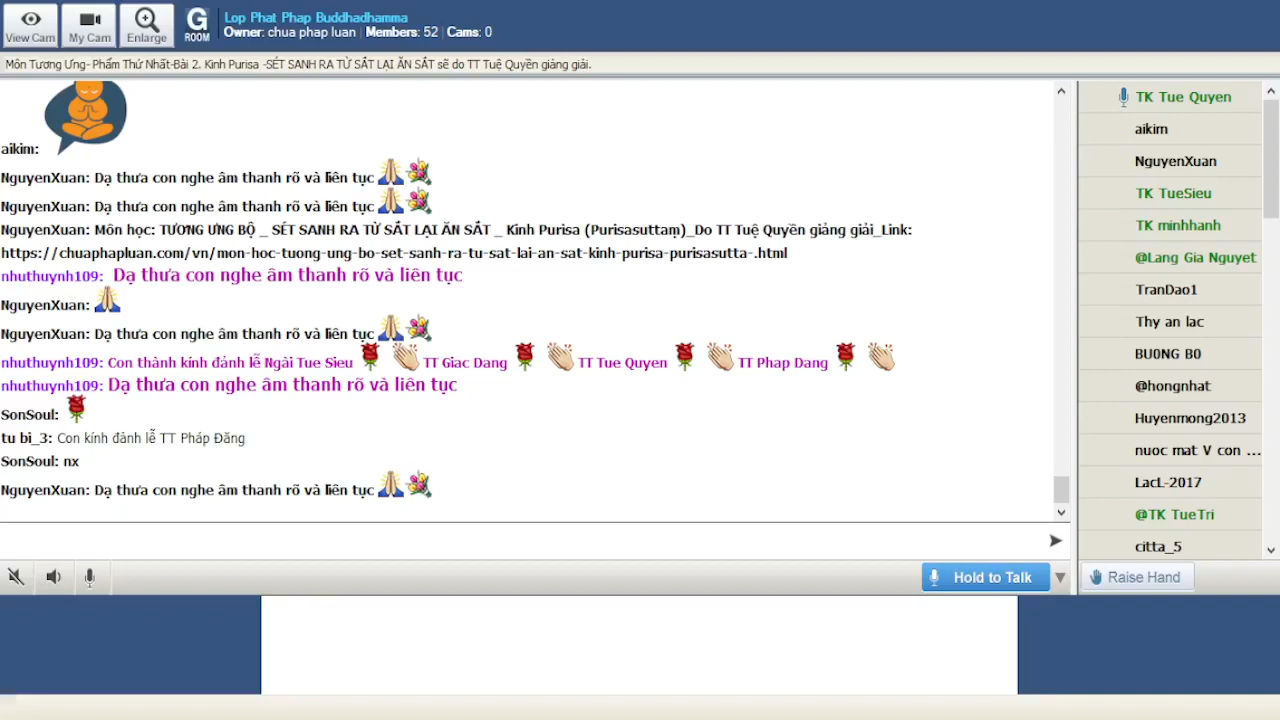 View Cam
My Cam
Enlarge
G
ROOM
Lop Phat Phap Buddhadhamma
Owner: chua phap luan | Members: 52 | Cams: 0
Môn Tương Ưng- Phẩm Thứ Nhất-Bài 2. Kinh Purisa -SÉT SANH RA TỪ SẮT LẠI ĂN SẮT sẽ do TT Tuệ Quyền giảng giải.
aikim:
NguyenXuan: Dạ thưa con nghe âm thanh rõ và liên tục
NguyenXuan: Dạ thưa con nghe âm thanh rõ và liên tục
NguyenXuan: Môn học: TƯƠNG ƯNG BỘ _ SÉT SANH RA TỪ SẮT LẠI ĂN SẮT _ Kinh Purisa (Purisasuttaṃ)_Do TT Tuệ Quyền giảng giải_Link:
https://chuaphapluan.com/vn/mon-hoc-tuong-ung-bo-set-sanh-ra-tu-sat-lai-an-sat-kinh-purisa-purisasutta-.html
nhuthuynh109: Dạ thưa con nghe âm thanh rõ và liên tục
NguyenXuan:
NguyenXuan: Dạ thưa con nghe âm thanh rõ và liên tục
nhuthuynh109: Con thành kính đảnh lễ Ngài Tue Sieu TT Giac Dang TT Tue Quyen TT Phap Dang
nhuthuynh109: Dạ thưa con nghe âm thanh rõ và liên tục
SonSoul:
tu bi_3: Con kính đảnh lễ TT Pháp Đăng
SonSoul: nx
NguyenXuan: Dạ thưa con nghe âm thanh rõ và liên tục
Hold to Talk
TK Tue Quyen
aikim
NguyenXuan
TK TueSieu
TK minhhanh
@Lang Gia Nguyet
TranDao1
Thy an lac
BU0NG B0
@hongnhat
Huyenmong2013
nuoc mat V con ...
LacL-2017
@TK TueTri
citta_5
Raise Hand